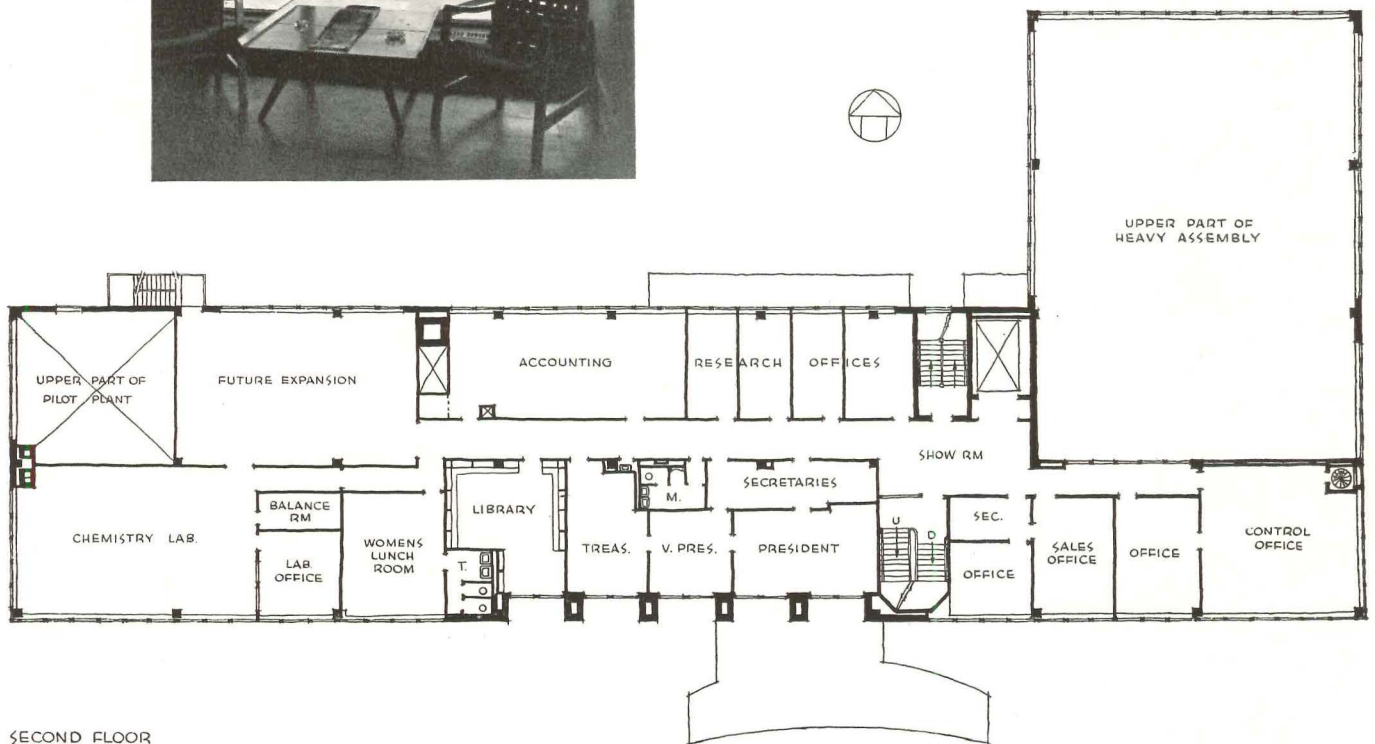 UPPER PART OF
HEAVY ASSEMBLY
UPPER PART OF
PILOT PLANT
FUTURE EXPANSION
ACCOUNTING
RESEARCH OFFICES
SHOW RM
CHEMISTRY LAB.
BALANCE
RM
LAB
OFFICE
WOMENS
LUNCH
ROOM
T.
LIBRARY
TREAS.
M.
V. PRES.
SECRETARIES
PRESIDENT
U
D
SEC.
OFFICE
SALES
OFFICE
OFFICE
CONTROL
OFFICE
SECOND FLOOR